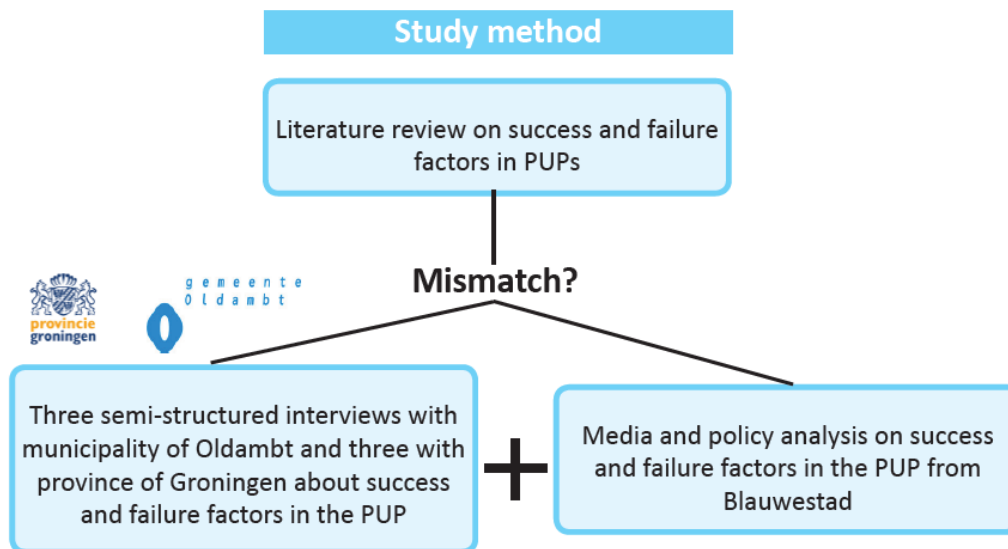 Study method
Literature review on success and failure
factors in PUPs
Mismatch?
provincie
groningen
gemeente
Oldambt
Three semi-structured interviews with
municipality of Oldambt and three with
province of Groningen about success
and failure factors in the PUP
+
Media and policy analysis on success
and failure factors in the PUP from
Blauwestad